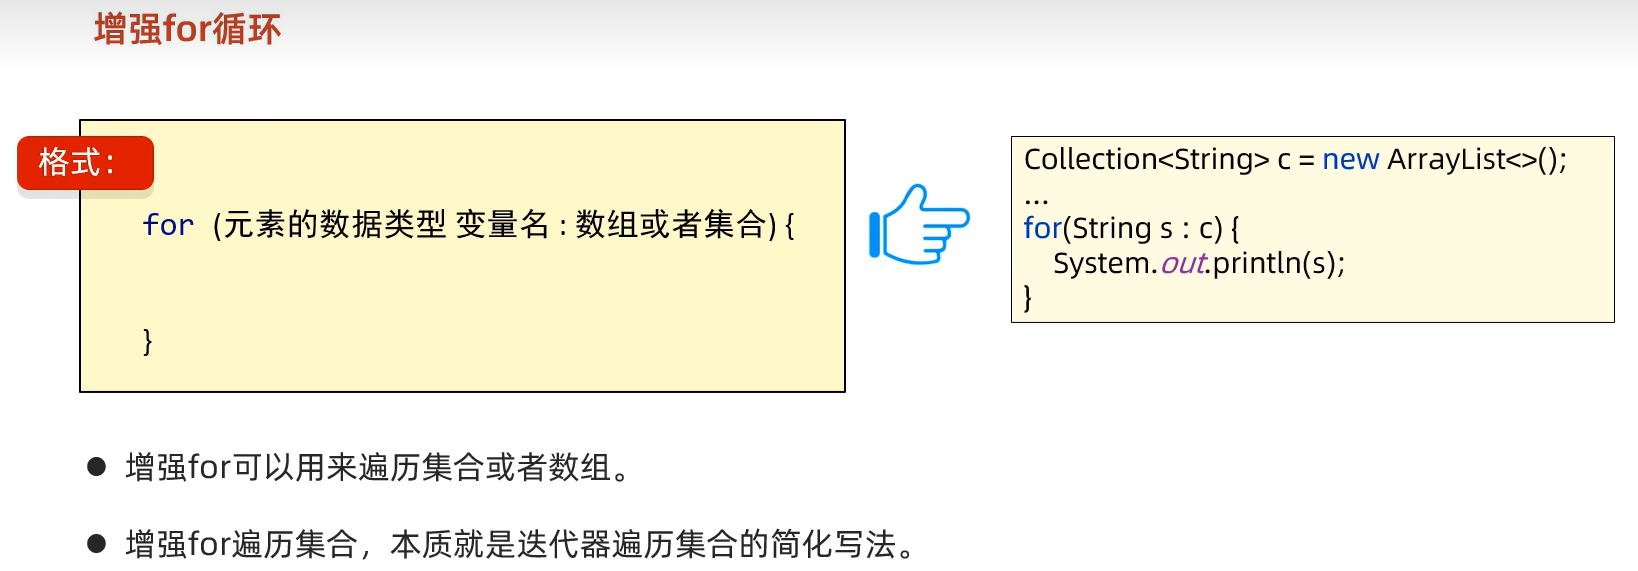 增强for循环
格式：
for (元素的数据类型 变量名 : 数组或者集合) {
}
Collection<String> c = new ArrayList<>();
...
for(String s : c) {
System.out.println(s);
}
● 增强for可以用来遍历集合或者数组。
● 增强for遍历集合，本质就是迭代器遍历集合的简化写法。